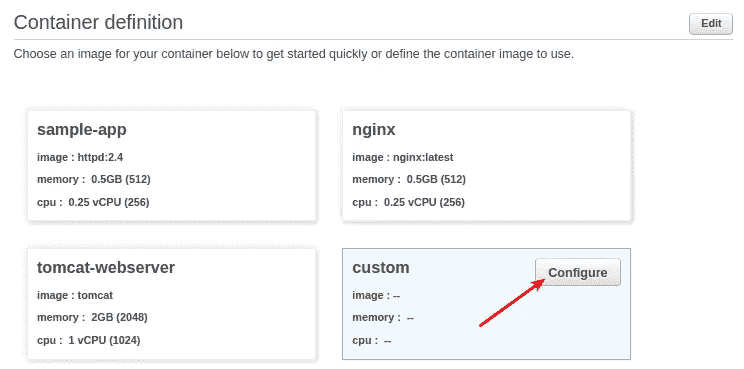 Container definition
Edit
Choose an image for your container below to get started quickly or define the container image to use.
sample-app
image : httpd:2.4
memory : 0.5GB (512)
cpu : 0.25 vCPU (256)
nginx
image : nginx:latest
memory : 0.5GB (512)
cpu : 0.25 vCPU (256)
tomcat-webserver
image : tomcat
memory : 2GB (2048)
cpu : 1 vCPU (1024)
custom
Configure
image : --
memory : --
cpu : --